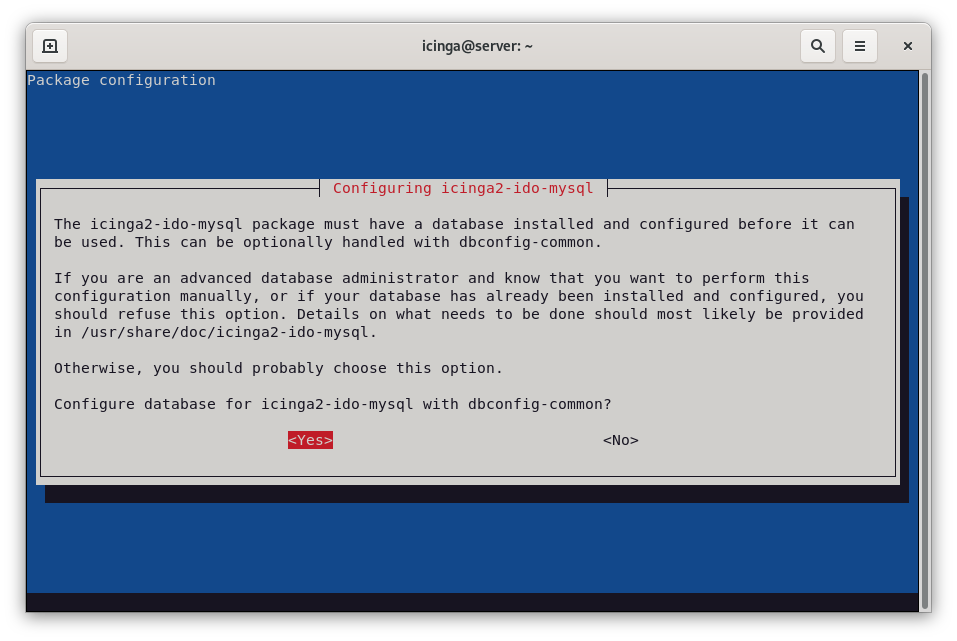 icinga@server: ~
Package configuration
Configuring icinga2-ido-mysql
The icinga2-ido-mysql package must have a database installed and configured before it can
be used. This can be optionally handled with dbconfig-common.
If you are an advanced database administrator and know that you want to perform this
configuration manually, or if your database has already been installed and configured, you
should refuse this option. Details on what needs to be done should most likely be provided
in /usr/share/doc/icinga2-ido-mysql.
Otherwise, you should probably choose this option.
Configure database for icinga2-ido-mysql with dbconfig-common?
<Yes> <No>